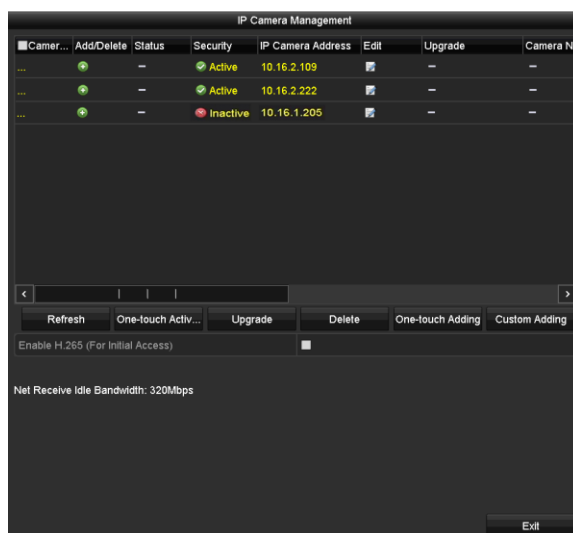 IP Camera Management
Camer... Add/Delete Status Security IP Camera Address Edit Upgrade Camera N
... – Active 10.16.2.109 – –
... – Active 10.16.2.222 – –
... – Inactive 10.16.1.205 – –
Refresh One-touch Activ... Upgrade Delete One-touch Adding Custom Adding
Enable H.265 (For Initial Access)
Net Receive Idle Bandwidth: 320Mbps
Exit